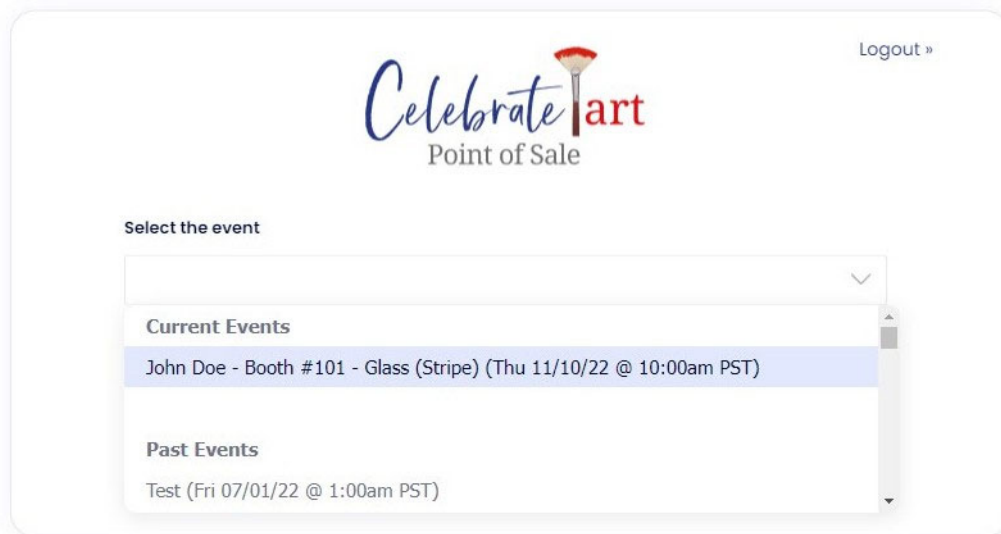 Logout »
Celebrate art
Point of Sale
Select the event
Current Events
John Doe - Booth #101 - Glass (Stripe) (Thu 11/10/22 @ 10:00am PST)
Past Events
Test (Fri 07/01/22 @ 1:00am PST)